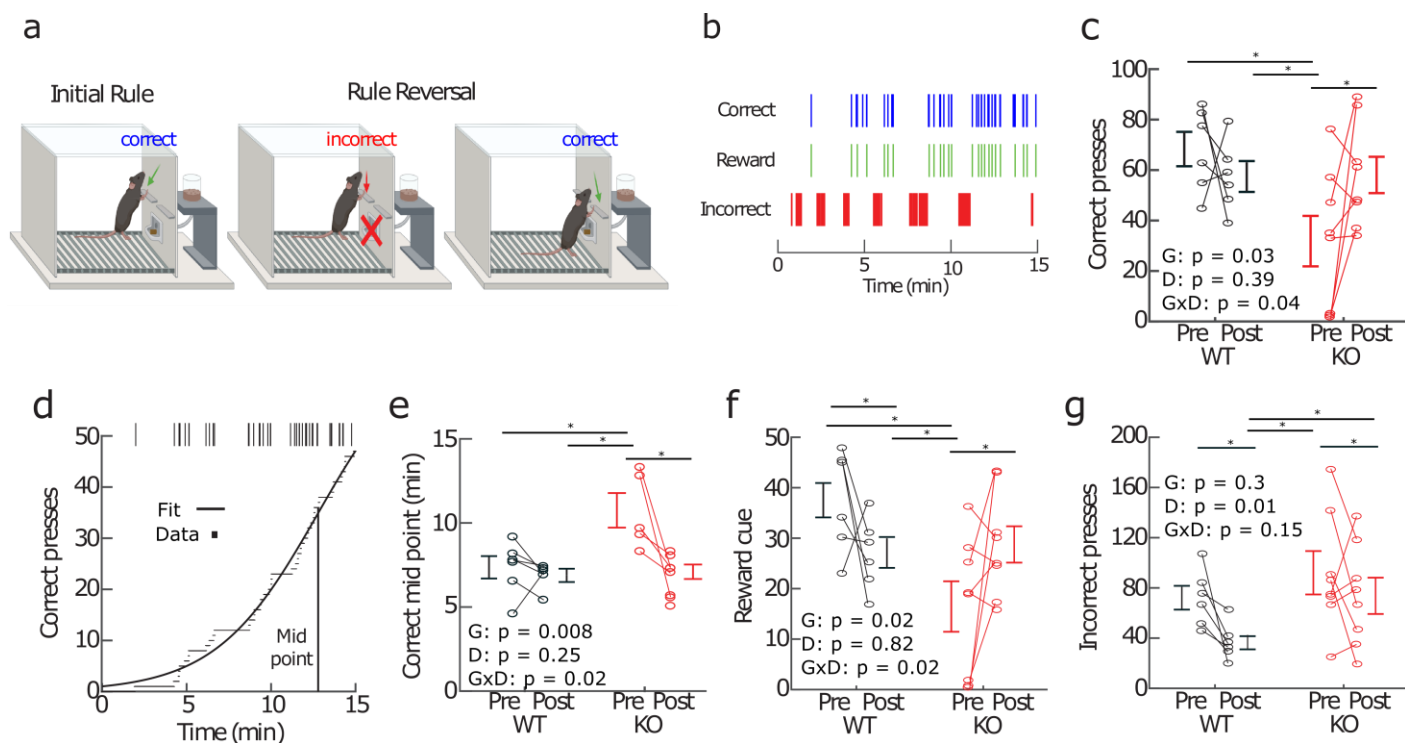 a
Initial Rule
Rule Reversal
correct
incorrect
correct
b
Correct
Reward
Incorrect
0 5 10 15
Time (min)
c
* * *
100
80
60
40
20
0
Correct presses
G: p = 0.03
D: p = 0.39
GxD: p = 0.04
Pre Post Pre Post
WT KO
d
50
40
30
20
10
0
Correct presses
Fit
Data
Mid
point
0 5 10 15
Time (min)
e
* * *
15
10
5
0
Correct mid point (min)
G: p = 0.008
D: p = 0.25
GxD: p = 0.02
Pre Post Pre Post
WT KO
f
* * * *
50
40
30
20
10
0
Reward cue
G: p = 0.02
D: p = 0.82
GxD: p = 0.02
Pre Post Pre Post
WT KO
g
* * * *
200
160
120
80
40
0
Incorrect presses
G: p = 0.3
D: p = 0.01
GxD: p = 0.15
Pre Post Pre Post
WT KO